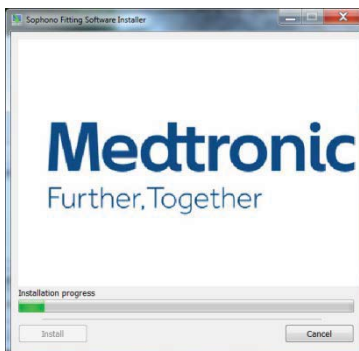 Sophono Fitting Software Installer
Medtronic
Further, Together
Installation progress
Install
Cancel